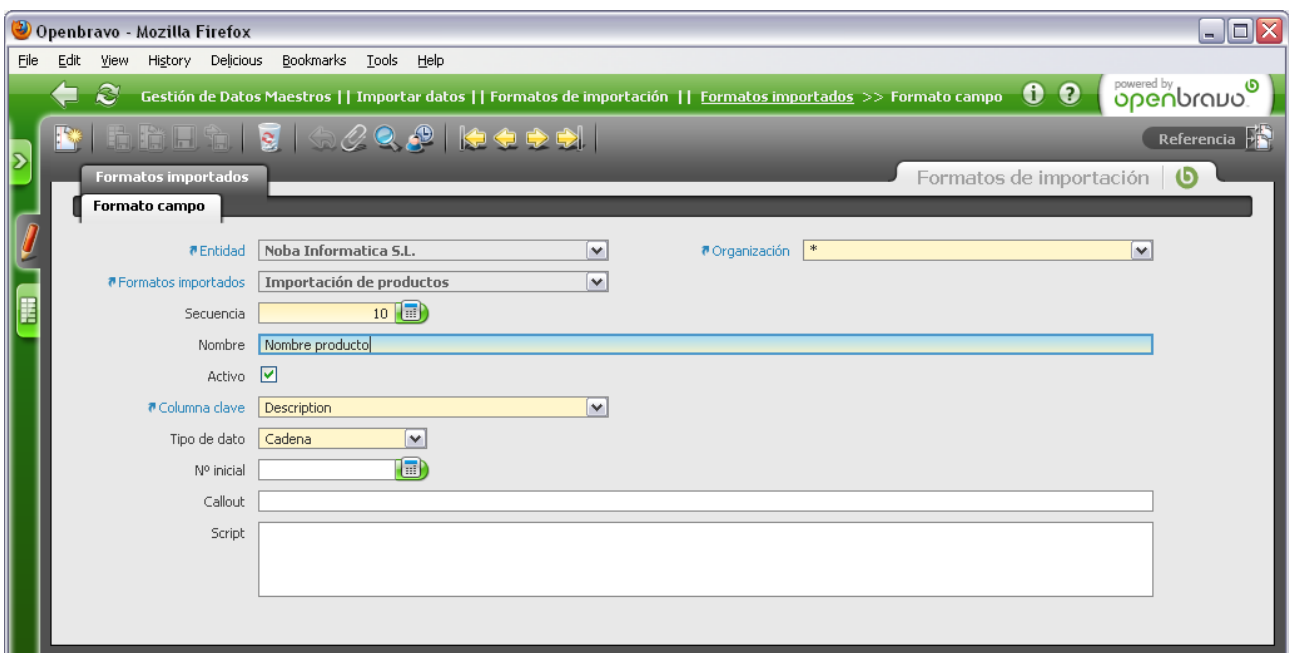 Openbravo - Mozilla Firefox
File Edit View History Delicious Bookmarks Tools Help
Gestión de Datos Maestros || Importar datos || Formatos de importación || Formatos importados >> Formato campo
powered by
openbravo
Referencia
Formatos importados
Formatos de importación
Formato campo
Entidad Noba Informatica S.L. Organización *
Formatos importados Importación de productos
Secuencia 10
Nombre Nombre producto
Activo
Columna clave Description
Tipo de dato Cadena
Nº inicial
Callout
Script